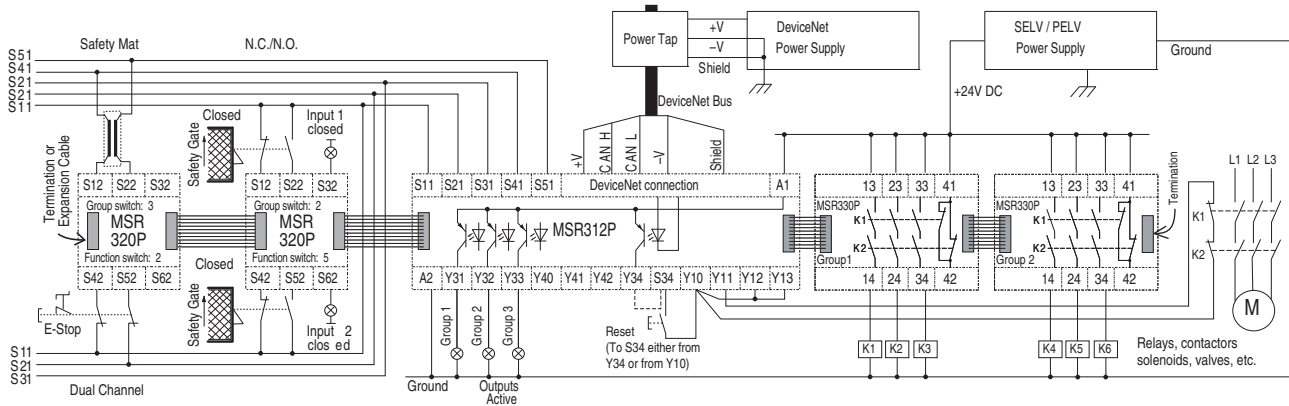 Safety Mat
N.C./N.O.
S51
S41
S21
S21
S11
Power Tap
+V
–V
Shield
DeviceNet
Power Supply
SELV / PELV
Power Supply
Ground
+24V DC
DeviceNet Bus
+V
CAN H
CAN L
–V
Shield
Termination or
Expansion Cable
Closed
Safety Gate
Input 1
closed
S12 S22 S32
Group switch: 3
MSR
320P
Function switch: 2
S42 S52 S62
S12 S22 S32
Group switch: 2
MSR
320P
Function switch: 5
S42 S52 S62
E-Stop
Closed
Safety Gate
Input 2
clos ed
S11
S21
S31
Dual Channel
S11 S21 S31 S41 S51 DeviceNet connection A1
MSR312P
A2 Y31 Y32 Y33 Y40 Y41 Y42 Y34 S34 Y10 Y11 Y12 Y13
Group 1
Group 2
Group 3
Ground
Outputs
Active
Reset
(To S34 either from
Y34 or from Y10)
13 23 33 41
MSR330P
K1
K2
Group1
14 24 34 42
K1 K2 K3
13 23 33 41
MSR330P
K1
K2
Group 2
14 24 34 42
K4 K5 K6
Termination
L1 L2 L3
K1
K2
M
Relays, contactors
solenoids, valves, etc.